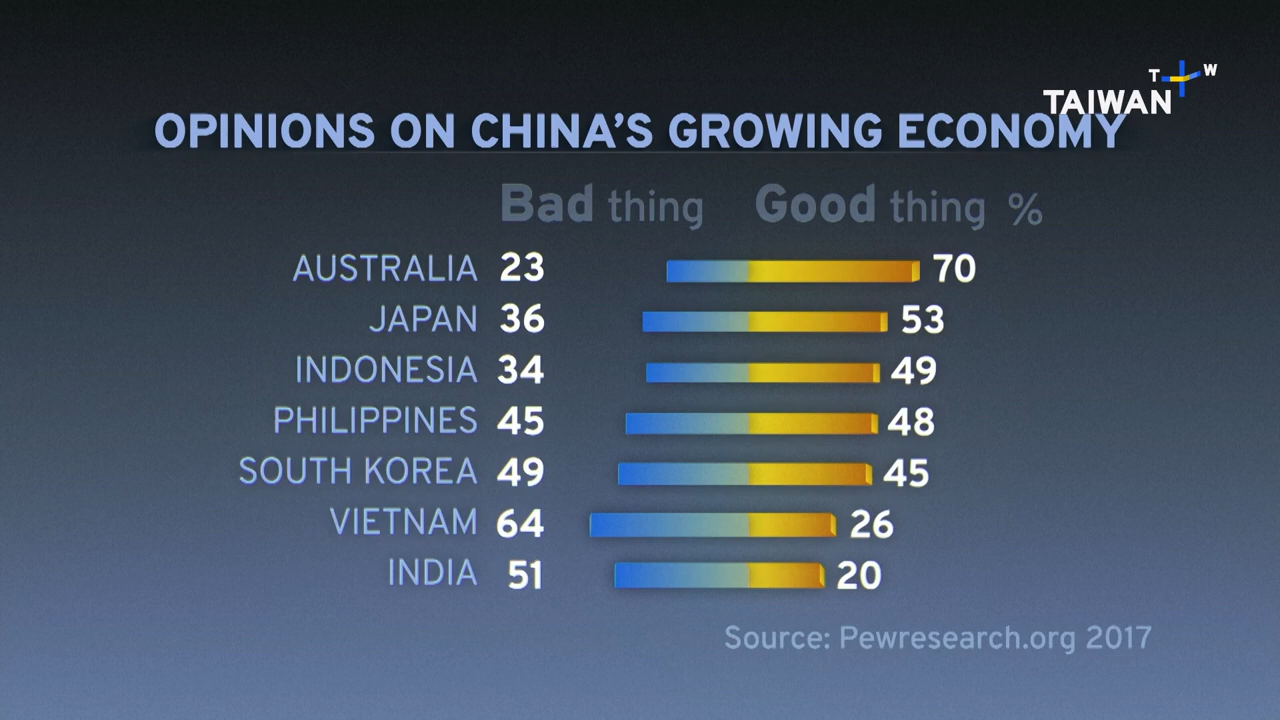 T W
TAIWAN
OPINIONS ON CHINA'S GROWING ECONOMY
Bad thing Good thing %
AUSTRALIA 23 70
JAPAN 36 53
INDONESIA 34 49
PHILIPPINES 45 48
SOUTH KOREA 49 45
VIETNAM 64 26
INDIA 51 20
Source: Pewresearch.org 2017